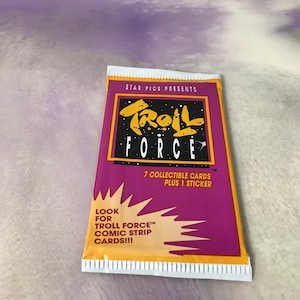 STAR PICS PRESENTS
TROLL
FORCE
7 COLLECTIBLE CARDS
PLUS 1 STICKER
LOOK
FOR
TROLL FORCE™
COMIC STRIP
CARDS!!!